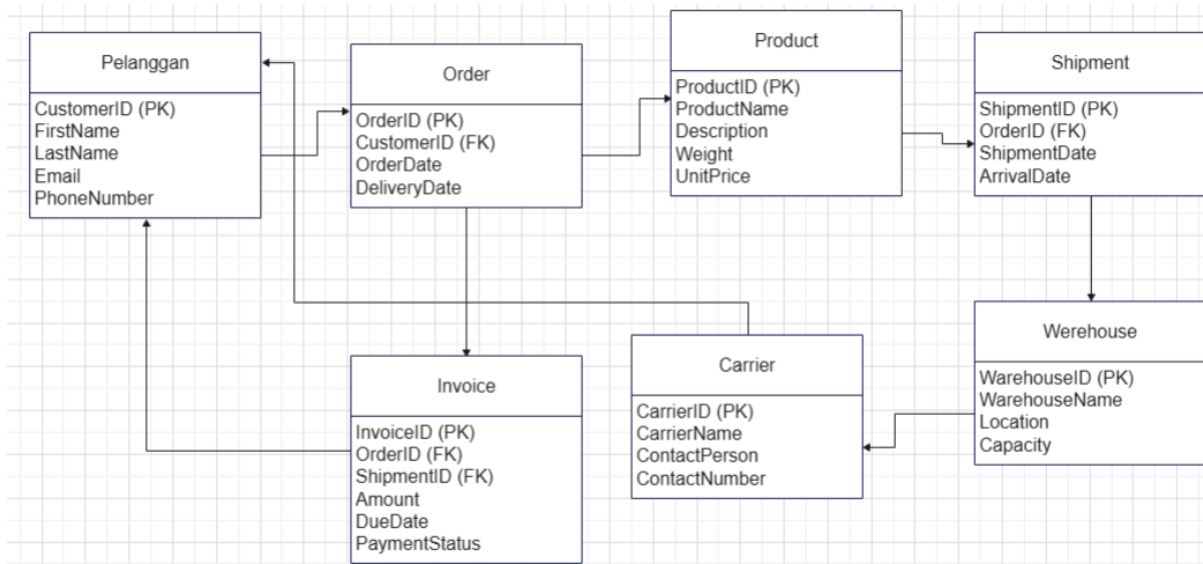 Pelanggan
CustomerID (PK)
FirstName
LastName
Email
PhoneNumber
Order
OrderID (PK)
CustomerID (FK)
OrderDate
DeliveryDate
Product
ProductID (PK)
ProductName
Description
Weight
UnitPrice
Shipment
ShipmentID (PK)
OrderID (FK)
ShipmentDate
ArrivalDate
Invoice
InvoiceID (PK)
OrderID (FK)
ShipmentID (FK)
Amount
DueDate
PaymentStatus
Carrier
CarrierID (PK)
CarrierName
ContactPerson
ContactNumber
Werehouse
WarehouseID (PK)
WarehouseName
Location
Capacity